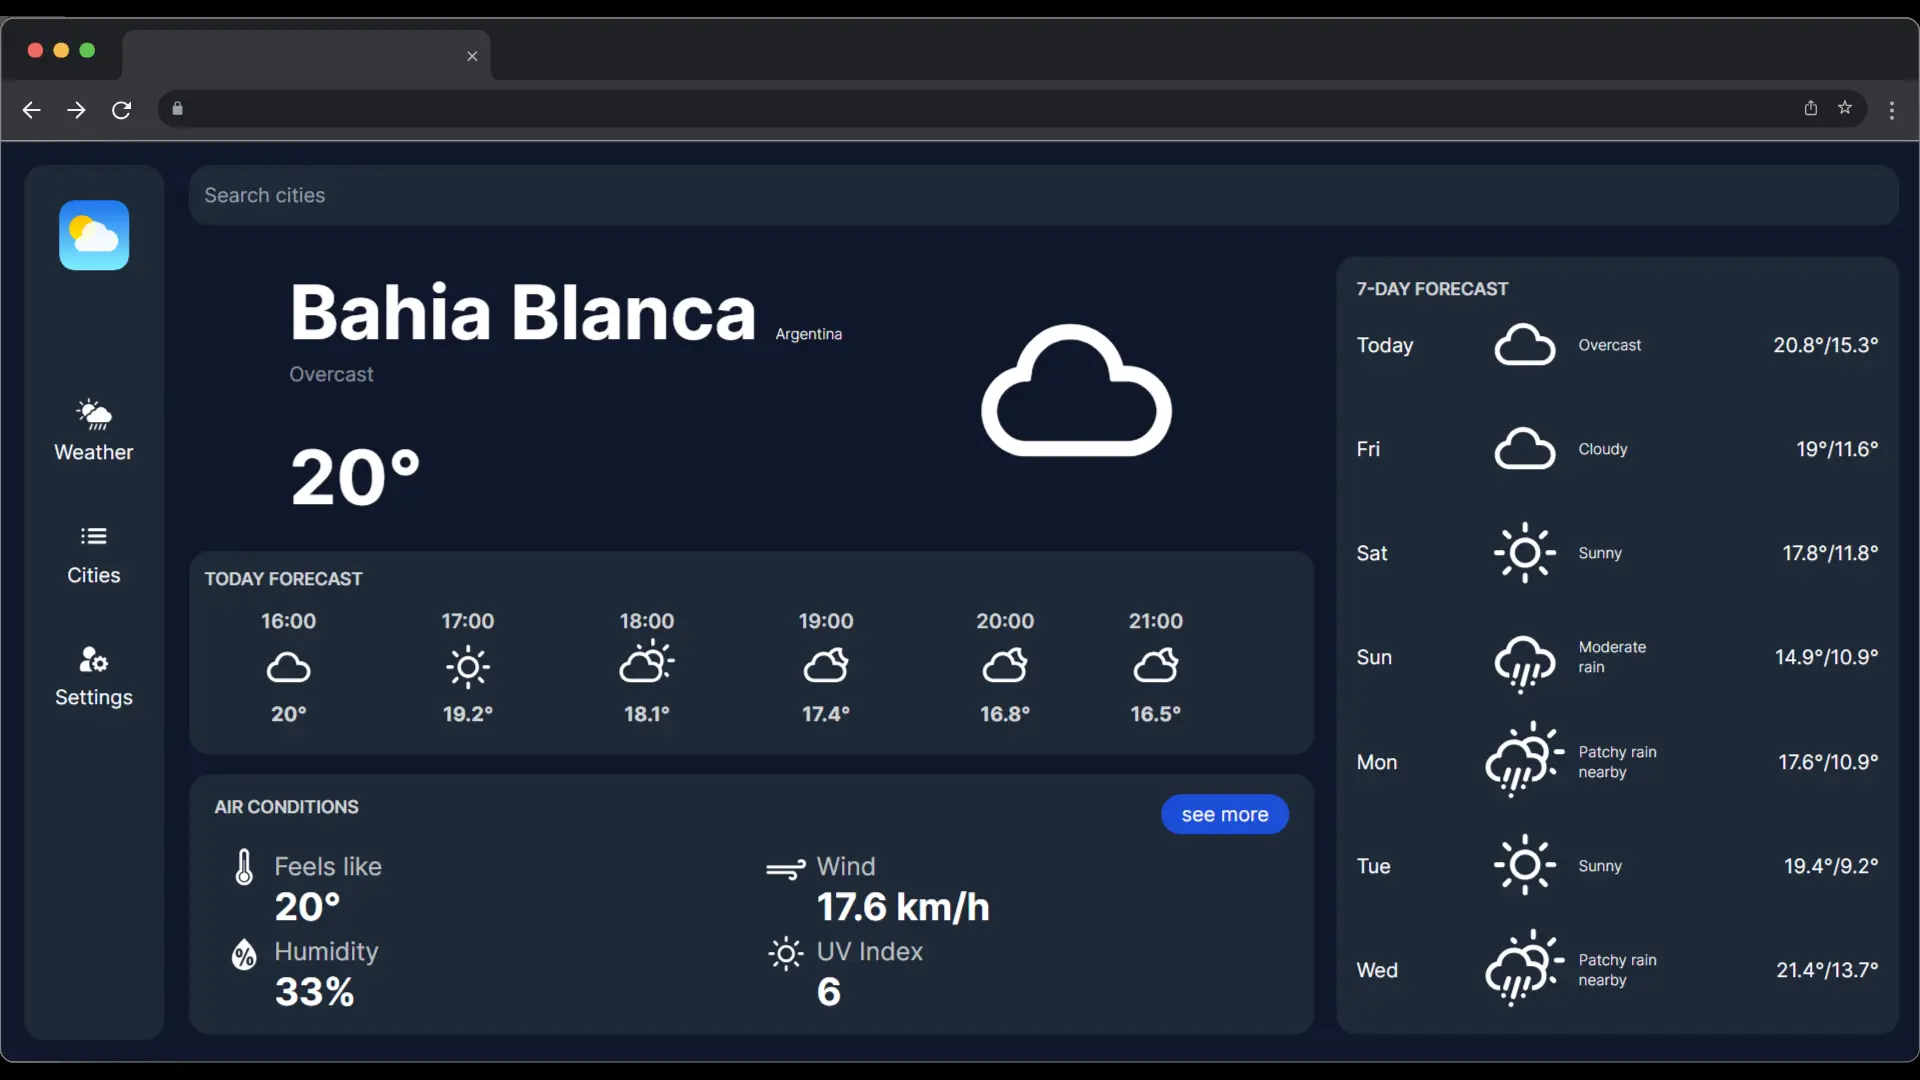 Search cities
Weather
Cities
Settings
Bahia Blanca Argentina
Overcast
20°
TODAY FORECAST
16:00 17:00 18:00 19:00 20:00 21:00
20° 19.2° 18.1° 17.4° 16.8° 16.5°
AIR CONDITIONS
see more
Feels like
20°
Wind
17.6 km/h
%
Humidity
33%
UV Index
6
7-DAY FORECAST
Today Overcast 20.8°/15.3°
Fri Cloudy 19°/11.6°
Sat Sunny 17.8°/11.8°
Sun Moderate rain 14.9°/10.9°
Mon Patchy rain nearby 17.6°/10.9°
Tue Sunny 19.4°/9.2°
Wed Patchy rain nearby 21.4°/13.7°